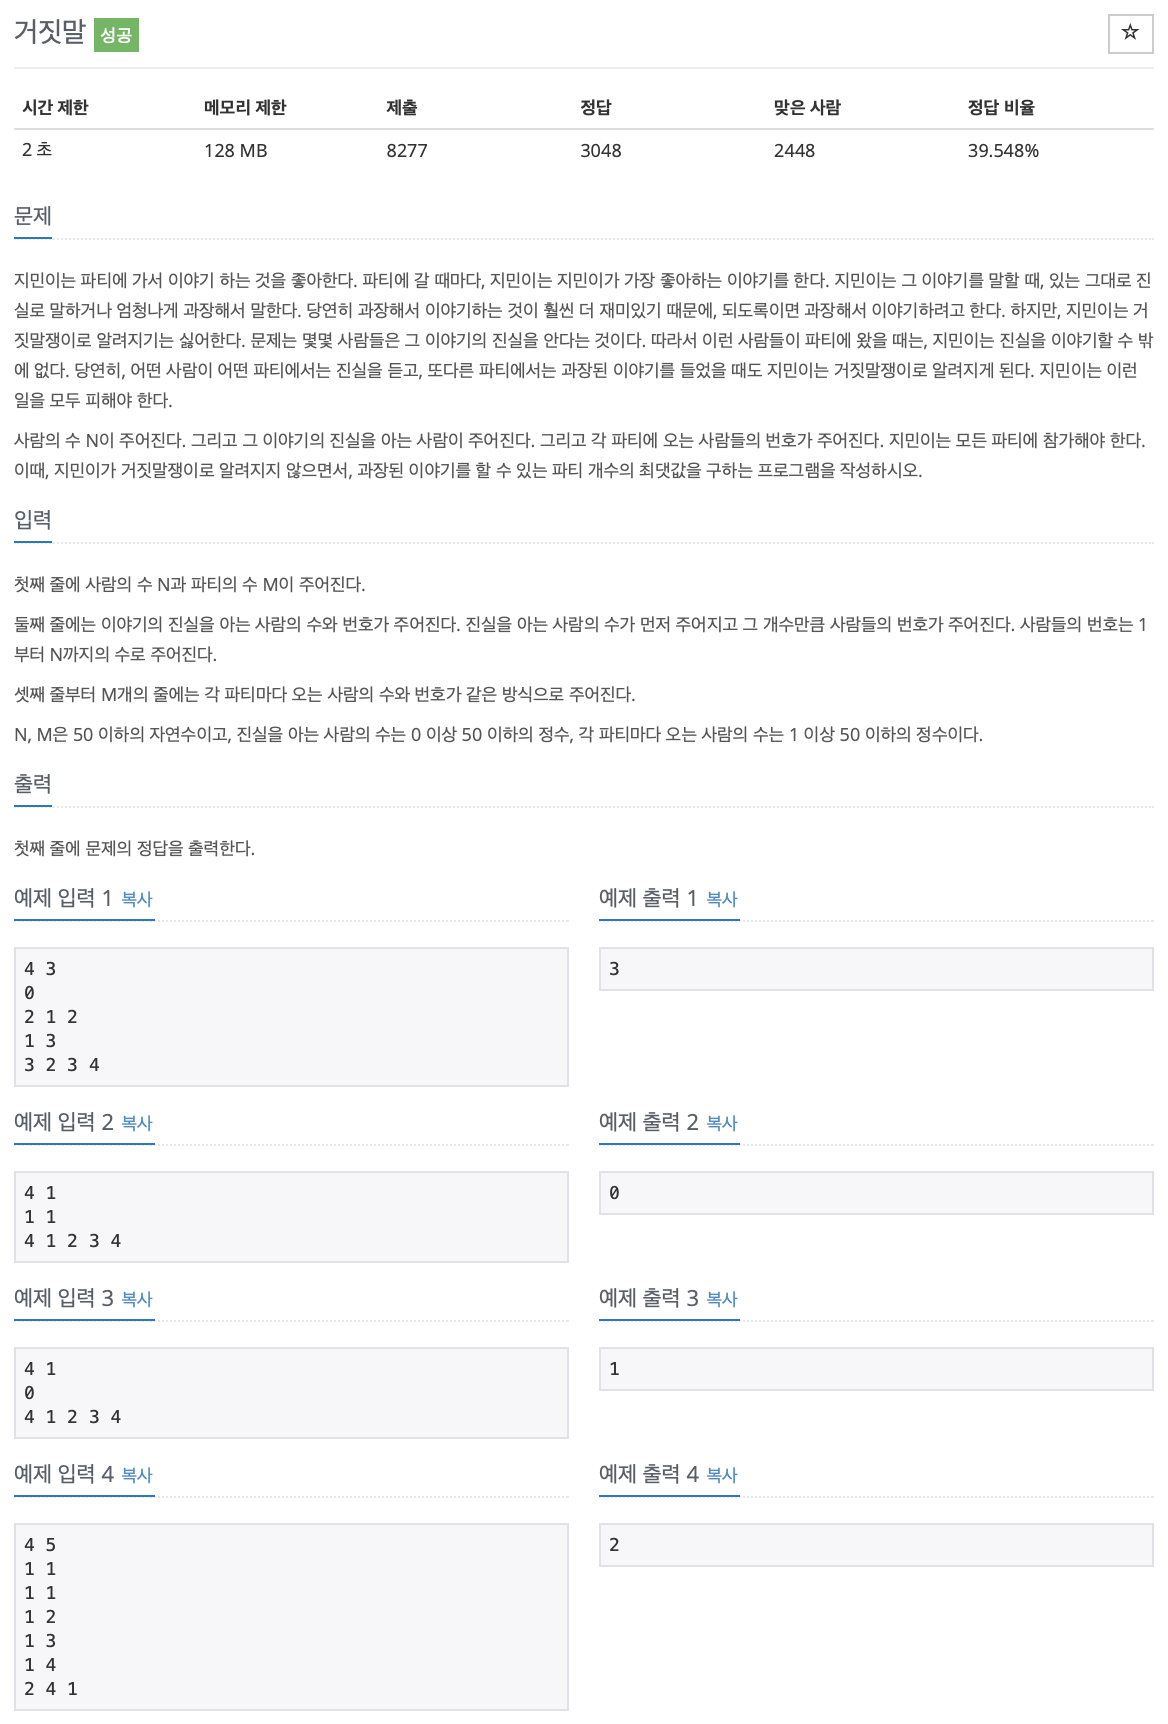 거짓말 성공
☆
시간 제한 메모리 제한 제출 정답 맞은 사람 정답 비율
2 초 128 MB 8277 3048 2448 39.548%
문제
지민이는 파티에 가서 이야기 하는 것을 좋아한다. 파티에 갈 때마다, 지민이는 지민이가 가장 좋아하는 이야기를 한다. 지민이는 그 이야기를 말할 때, 있는 그대로 진
실로 말하거나 엄청나게 과장해서 말한다. 당연히 과장해서 이야기하는 것이 훨씬 더 재미있기 때문에, 되도록이면 과장해서 이야기하려고 한다. 하지만, 지민이는 거
짓말쟁이로 알려지기는 싫어한다. 문제는 몇몇 사람들은 그 이야기의 진실을 안다는 것이다. 따라서 이런 사람들이 파티에 왔을 때는, 지민이는 진실을 이야기할 수 밖
에 없다. 당연히, 어떤 사람이 어떤 파티에서는 진실을 듣고, 또다른 파티에서는 과장된 이야기를 들었을 때도 지민이는 거짓말쟁이로 알려지게 된다. 지민이는 이런
일을 모두 피해야 한다.
사람의 수 N이 주어진다. 그리고 그 이야기의 진실을 아는 사람이 주어진다. 그리고 각 파티에 오는 사람들의 번호가 주어진다. 지민이는 모든 파티에 참가해야 한다.
이때, 지민이가 거짓말쟁이로 알려지지 않으면서, 과장된 이야기를 할 수 있는 파티 개수의 최댓값을 구하는 프로그램을 작성하시오.
입력
첫째 줄에 사람의 수 N과 파티의 수 M이 주어진다.
둘째 줄에는 이야기의 진실을 아는 사람의 수와 번호가 주어진다. 진실을 아는 사람의 수가 먼저 주어지고 그 개수만큼 사람들의 번호가 주어진다. 사람들의 번호는 1
부터 N까지의 수로 주어진다.
셋째 줄부터 M개의 줄에는 각 파티마다 오는 사람의 수와 번호가 같은 방식으로 주어진다.
N, M은 50 이하의 자연수이고, 진실을 아는 사람의 수는 0 이상 50 이하의 정수, 각 파티마다 오는 사람의 수는 1 이상 50 이하의 정수이다.
출력
첫째 줄에 문제의 정답을 출력한다.
예제 입력 1 복사
4 3
0
2 1 2
1 3
3 2 3 4
예제 출력 1 복사
3
예제 입력 2 복사
4 1
1 1
4 1 2 3 4
예제 출력 2 복사
0
예제 입력 3 복사
4 1
0
4 1 2 3 4
예제 출력 3 복사
1
예제 입력 4 복사
4 5
1 1
1 1
1 2
1 3
1 4
2 4 1
예제 출력 4 복사
2